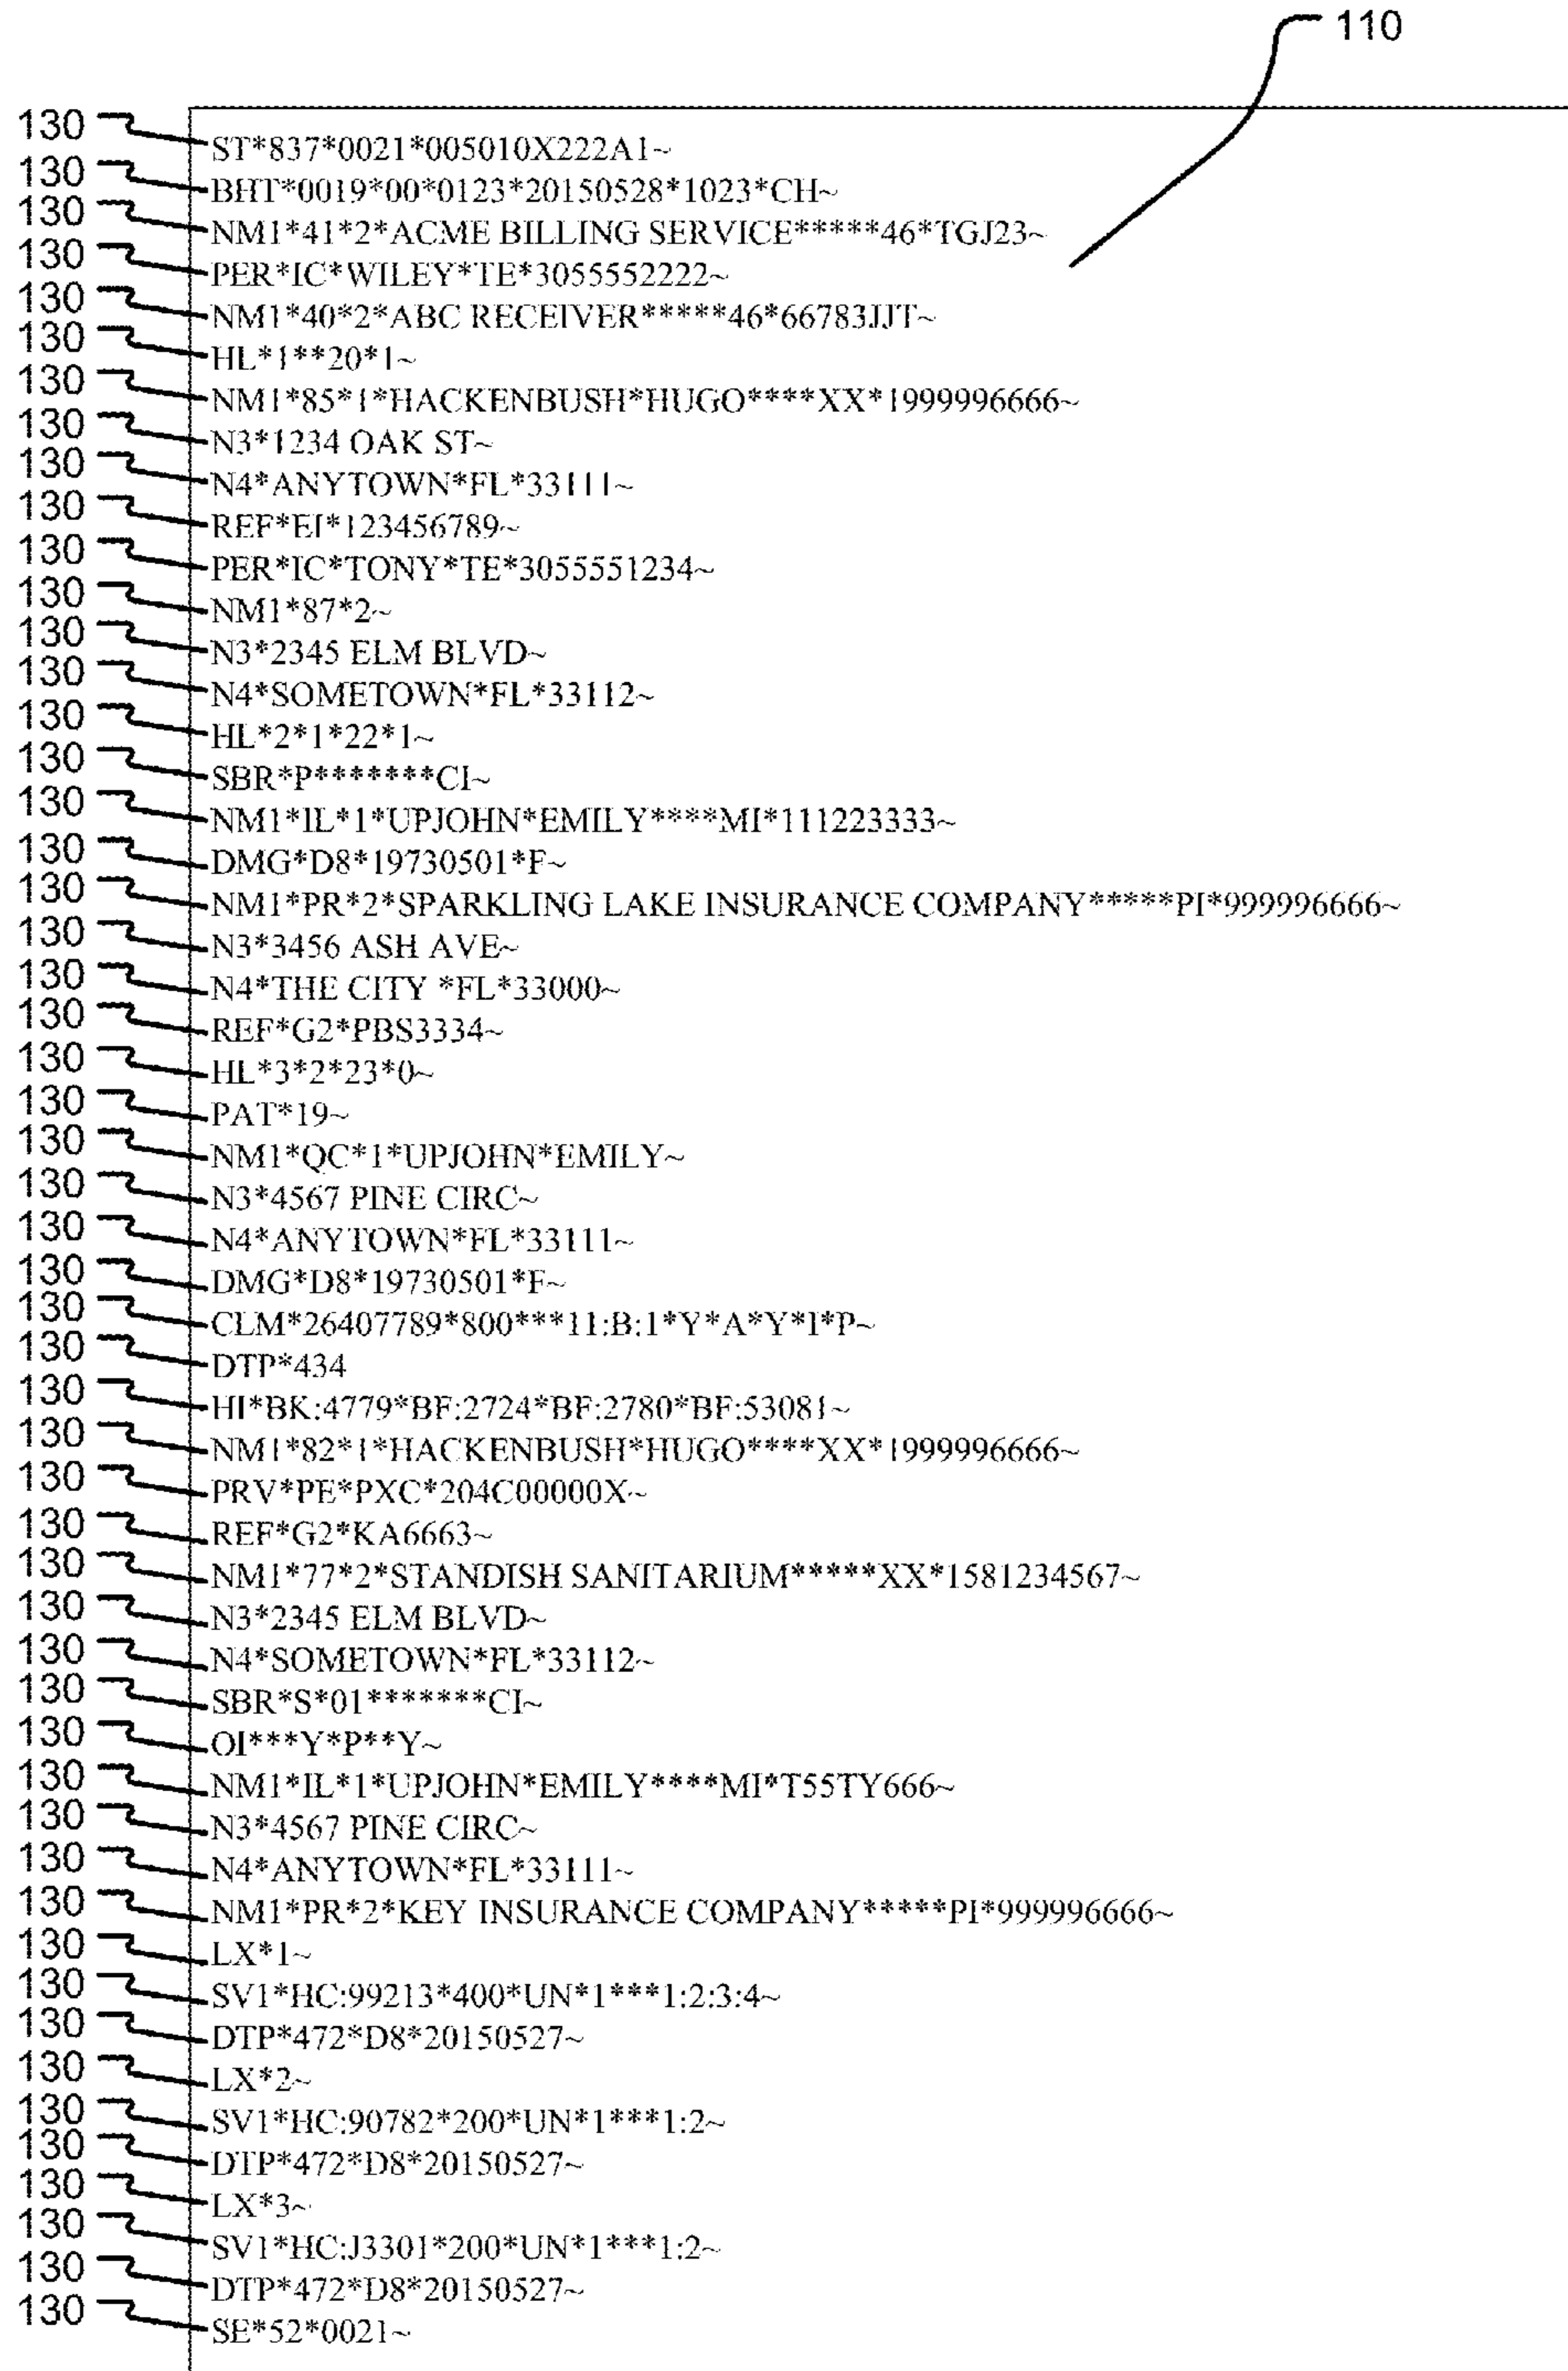 110
130 ST*837*0021*005010X222A1~
130 BHT*0019*00*0123*20150528*1023*CH~
130 NM1*41*2*ACME BILLING SERVICE*****46*TGJ23~
130 PER*IC*WILEY*TE*3055552222~
130 NM1*40*2*ABC RECEIVER*****46*66783JJT~
130 HL*1**20*1~
130 NM1*85*1*HACKENBUSH*HUGO****XX*1999996666~
130 N3*1234 OAK ST~
130 N4*ANYTOWN*FL*33111~
130 REF*EI*123456789~
130 PER*IC*TONY*TE*3055551234~
130 NM1*87*2~
130 N3*2345 ELM BLVD~
130 N4*SOMETOWN*FL*33112~
130 HL*2*1*22*1~
130 SBR*P*******CI~
130 NM1*IL*1*UPJOHN*EMILY****MI*111223333~
130 DMG*D8*19730501*F~
130 NM1*PR*2*SPARKLING LAKE INSURANCE COMPANY*****PI*999996666~
130 N3*3456 ASH AVE~
130 N4*THE CITY *FL*33000~
130 REF*G2*PBS3334~
130 HL*3*2*23*0~
130 PAT*19~
130 NM1*QC*1*UPJOHN*EMILY~
130 N3*4567 PINE CIRC~
130 N4*ANYTOWN*FL*33111~
130 DMG*D8*19730501*F~
130 CLM*26407789*800***11:B:1*Y*A*Y*I*P~
130 DTP*434
130 HI*BK:4779*BF:2724*BF:2780*BF:53081~
130 NM1*82*1*HACKENBUSH*HUGO****XX*1999996666~
130 PRV*PE*PXC*204C00000X~
130 REF*G2*KA6663~
130 NM1*77*2*STANDISH SANITARIUM*****XX*1581234567~
130 N3*2345 ELM BLVD~
130 N4*SOMETOWN*FL*33112~
130 SBR*S*01*******CI~
130 OI***Y*P**Y~
130 NM1*IL*1*UPJOHN*EMILY****MI*T55TY666~
130 N3*4567 PINE CIRC~
130 N4*ANYTOWN*FL*33111~
130 NM1*PR*2*KEY INSURANCE COMPANY*****PI*999996666~
130 LX*1~
130 SV1*HC:99213*400*UN*1***1:2:3:4~
130 DTP*472*D8*20150527~
130 LX*2~
130 SV1*HC:90782*200*UN*1***1:2~
130 DTP*472*D8*20150527~
130 LX*3~
130 SV1*HC:J3301*200*UN*1***1:2~
130 DTP*472*D8*20150527~
130 SE*52*0021~